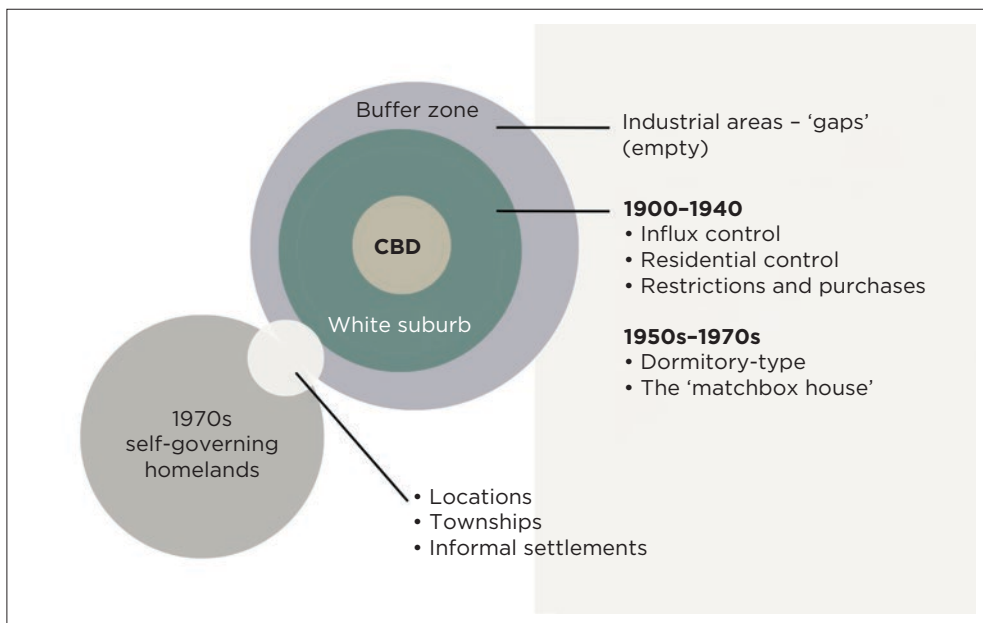 Buffer zone
CBD
White suburb
Industrial areas – ‘gaps’
(empty)
1900–1940
• Influx control
• Residential control
• Restrictions and purchases
1950s–1970s
• Dormitory-type
• The ‘matchbox house’
1970s
self-governing
homelands
• Locations
• Townships
• Informal settlements